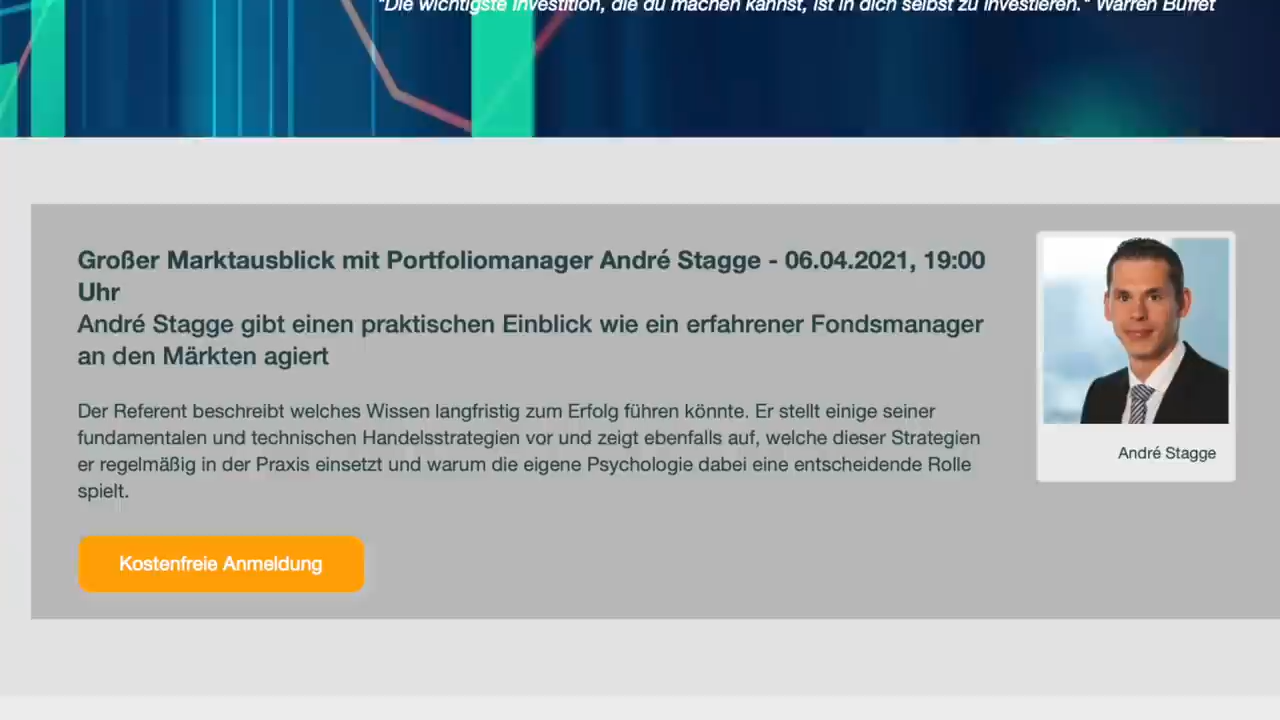 "Die wichtigste Investition, die du machen kannst, ist in dich selbst zu investieren." Warren Buffet
Großer Marktausblick mit Portfoliomanager André Stagge - 06.04.2021, 19:00
Uhr
André Stagge gibt einen praktischen Einblick wie ein erfahrener Fondsmanager
an den Märkten agiert
Der Referent beschreibt welches Wissen langfristig zum Erfolg führen könnte. Er stellt einige seiner
fundamentalen und technischen Handelsstrategien vor und zeigt ebenfalls auf, welche dieser Strategien
er regelmäßig in der Praxis einsetzt und warum die eigene Psychologie dabei eine entscheidende Rolle
spielt.
André Stagge
Kostenfreie Anmeldung